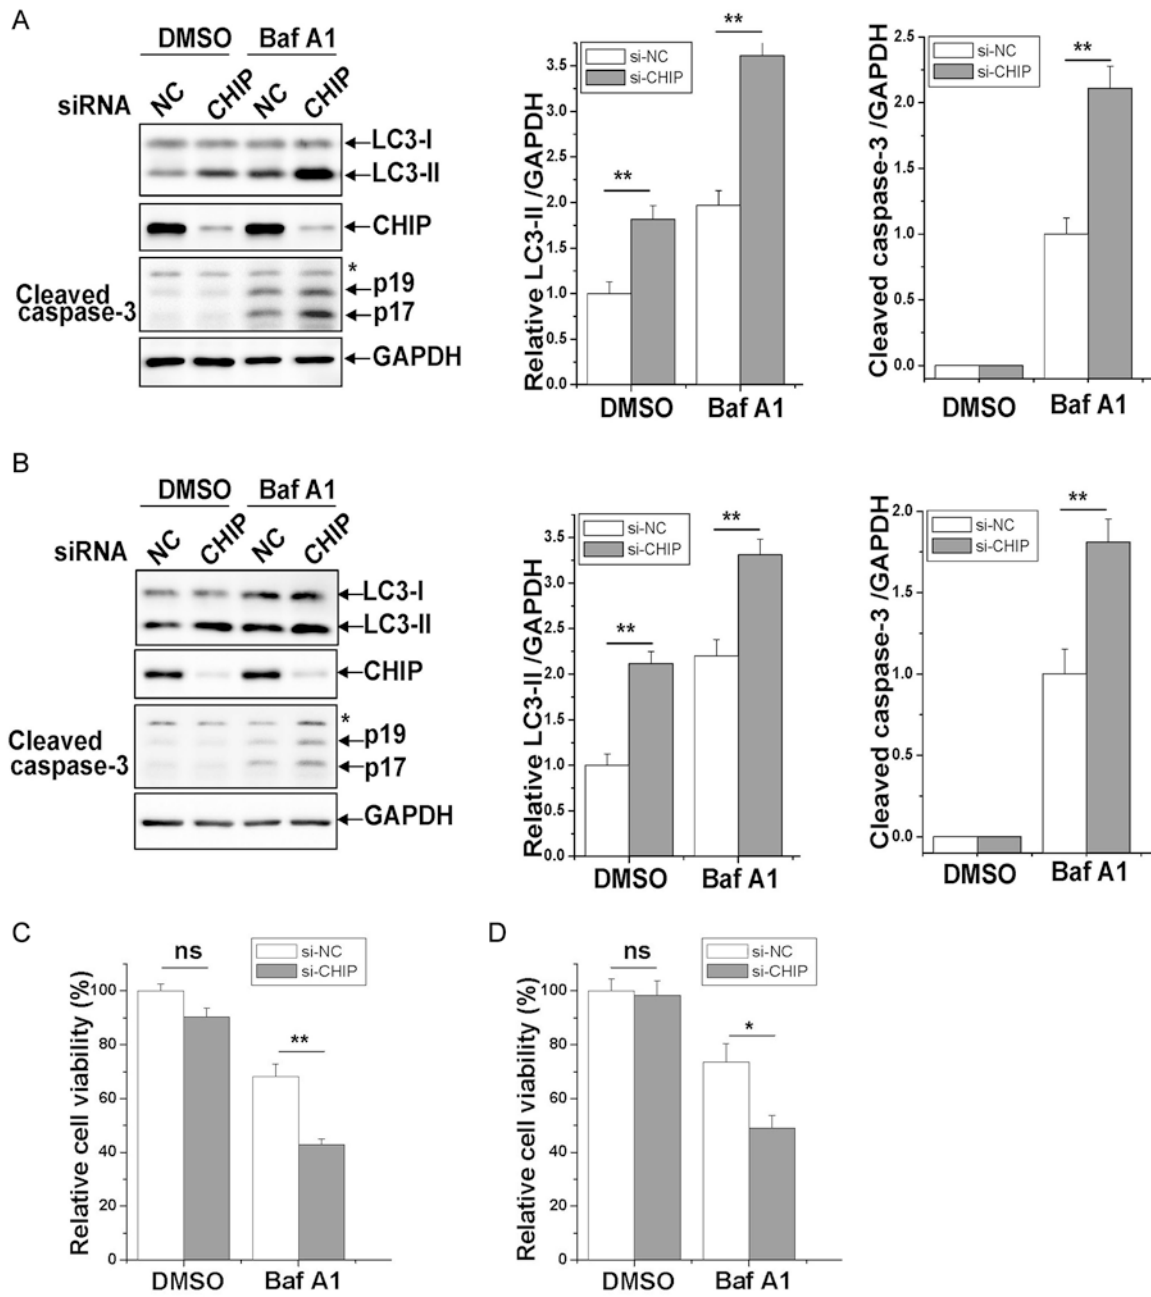 A
DMSO Baf A1
siRNA NC CHIP NC CHIP
LC3-I
LC3-II
CHIP
*
Cleaved caspase-3
p19
p17
GAPDH
Relative LC3-II /GAPDH
3.5
3.0
2.5
2.0
1.5
1.0
0.5
0.0
si-NC
si-CHIP
**
**
DMSO Baf A1
Cleaved caspase-3 /GAPDH
2.5
2.0
1.5
1.0
0.5
0.0
si-NC
si-CHIP
**
DMSO Baf A1
B
DMSO Baf A1
siRNA NC CHIP NC CHIP
LC3-I
LC3-II
CHIP
*
Cleaved
caspase-3
p19
p17
GAPDH
Relative LC3-II /GAPDH
3.5
3.0
2.5
2.0
1.5
1.0
0.5
0.0
si-NC
si-CHIP
**
**
DMSO Baf A1
Cleaved caspase-3 /GAPDH
2.0
1.5
1.0
0.5
0.0
si-NC
si-CHIP
**
DMSO Baf A1
C
Relative cell viability (%)
100
80
60
40
20
0
ns
si-NC
si-CHIP
**
DMSO Baf A1
D
Relative cell viability (%)
100
80
60
40
20
0
ns
si-NC
si-CHIP
*
DMSO Baf A1